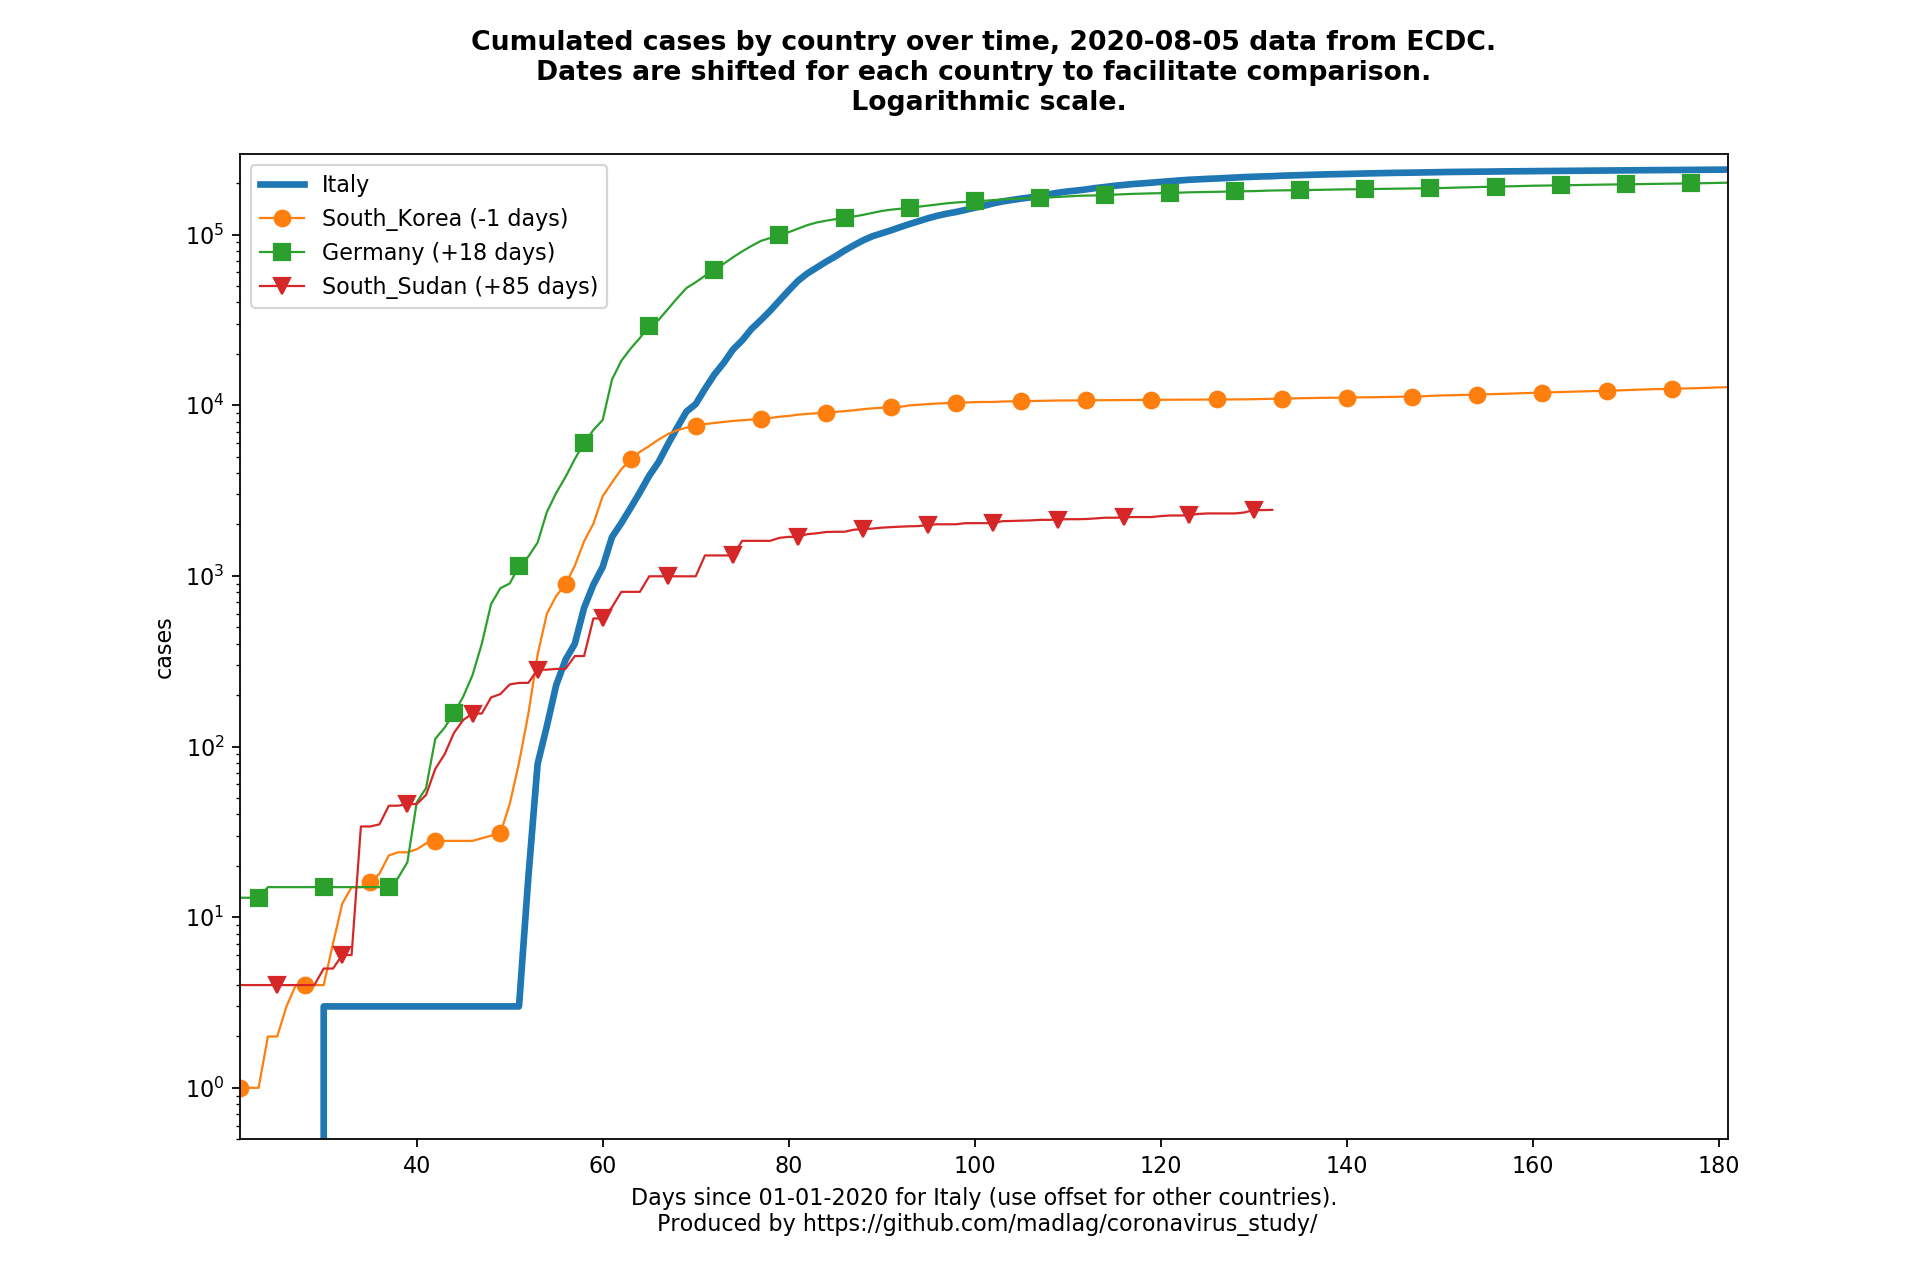 Cumulated cases by country over time, 2020-08-05 data from ECDC.
Dates are shifted for each country to facilitate comparison.
Logarithmic scale.
Italy
South_Korea (-1 days)
Germany (+18 days)
South_Sudan (+85 days)
10^5
10^4
10^3
10^2
10^1
10^0
cases
40 60 80 100 120 140 160 180
Days since 01-01-2020 for Italy (use offset for other countries).
Produced by https://github.com/madlag/coronavirus_study/